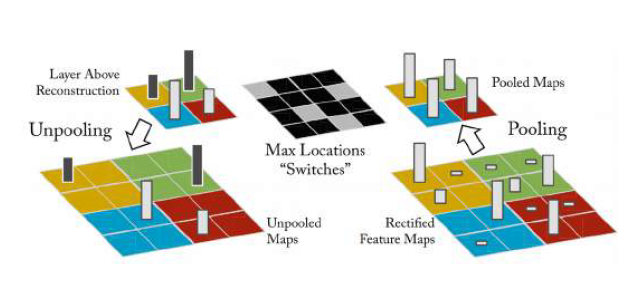 Layer Above
Reconstruction
Unpooling
Max Locations
“Switches”
Pooled Maps
Pooling
Unpooled
Maps
Rectified
Feature Maps